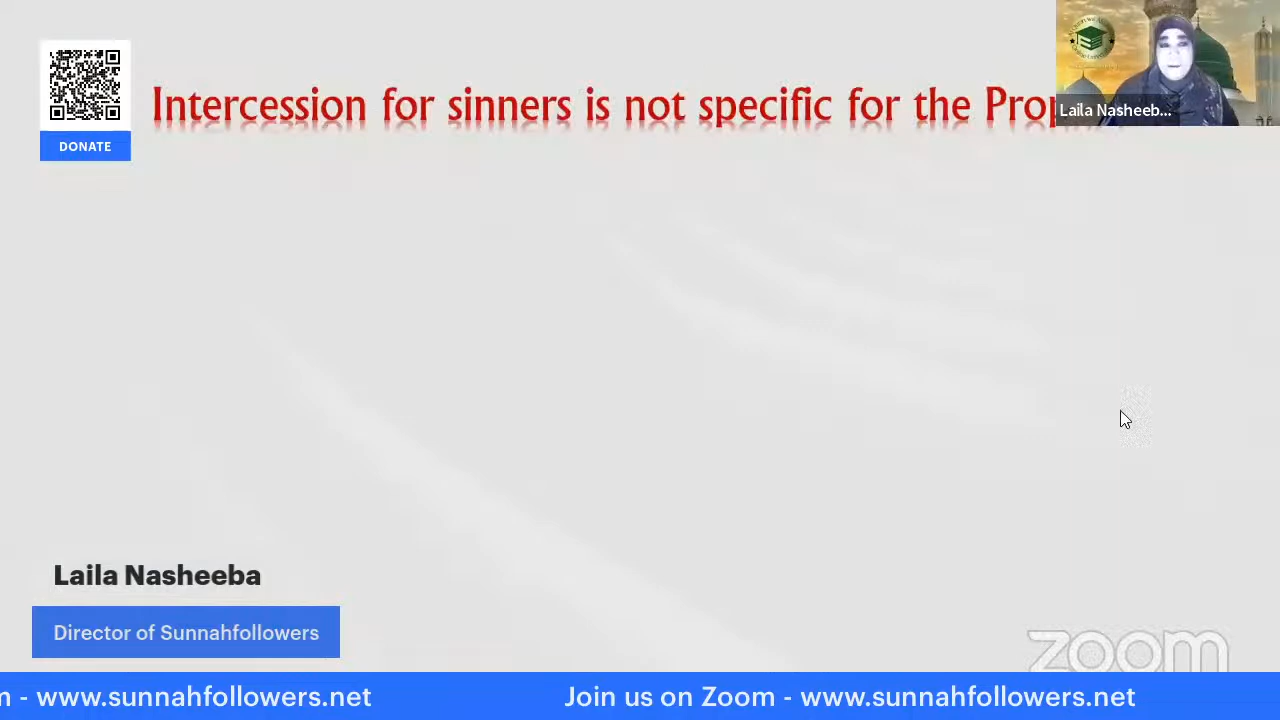 Intercession for sinners is not specific for the Prop
Laila Nasheeb...
DONATE
Laila Nasheeba
Director of Sunnahfollowers
zoom
m - www.sunnahfollowers.net Join us on Zoom - www.sunnahfollowers.net